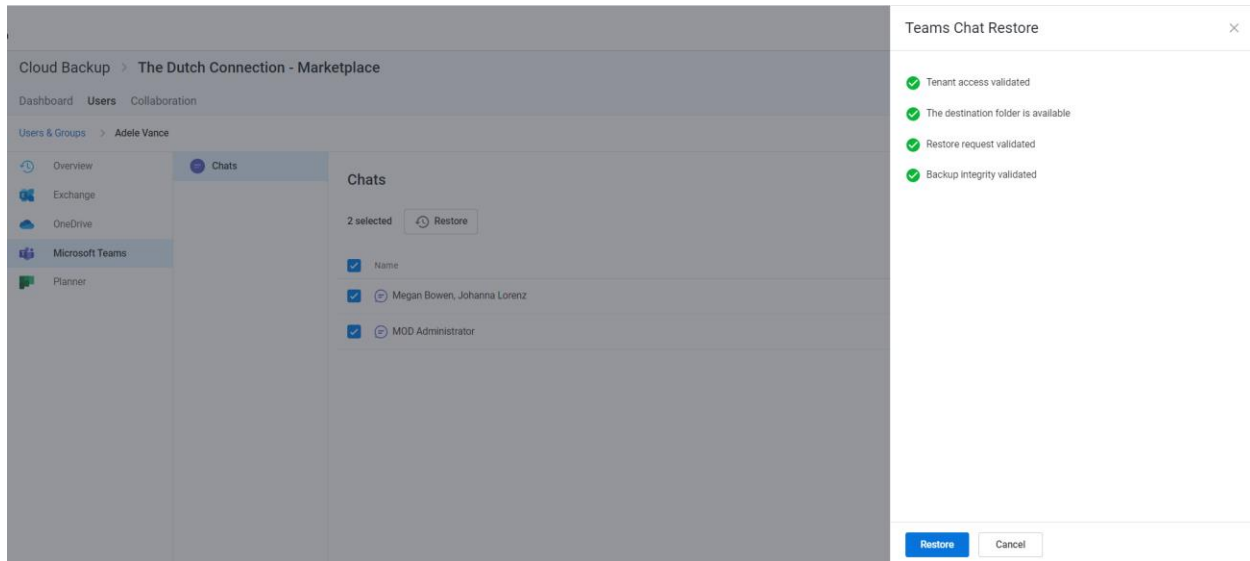 Teams Chat Restore
Cloud Backup > The Dutch Connection - Marketplace
Dashboard Users Collaboration
Users & Groups > Adele Vance
Overview
Exchange
OneDrive
Microsoft Teams
Planner
Chats
Chats
2 selected Restore
Name
Megan Bowen, Johanna Lorenz
MOD Administrator
Tenant access validated
The destination folder is available
Restore request validated
Backup integrity validated
Restore Cancel